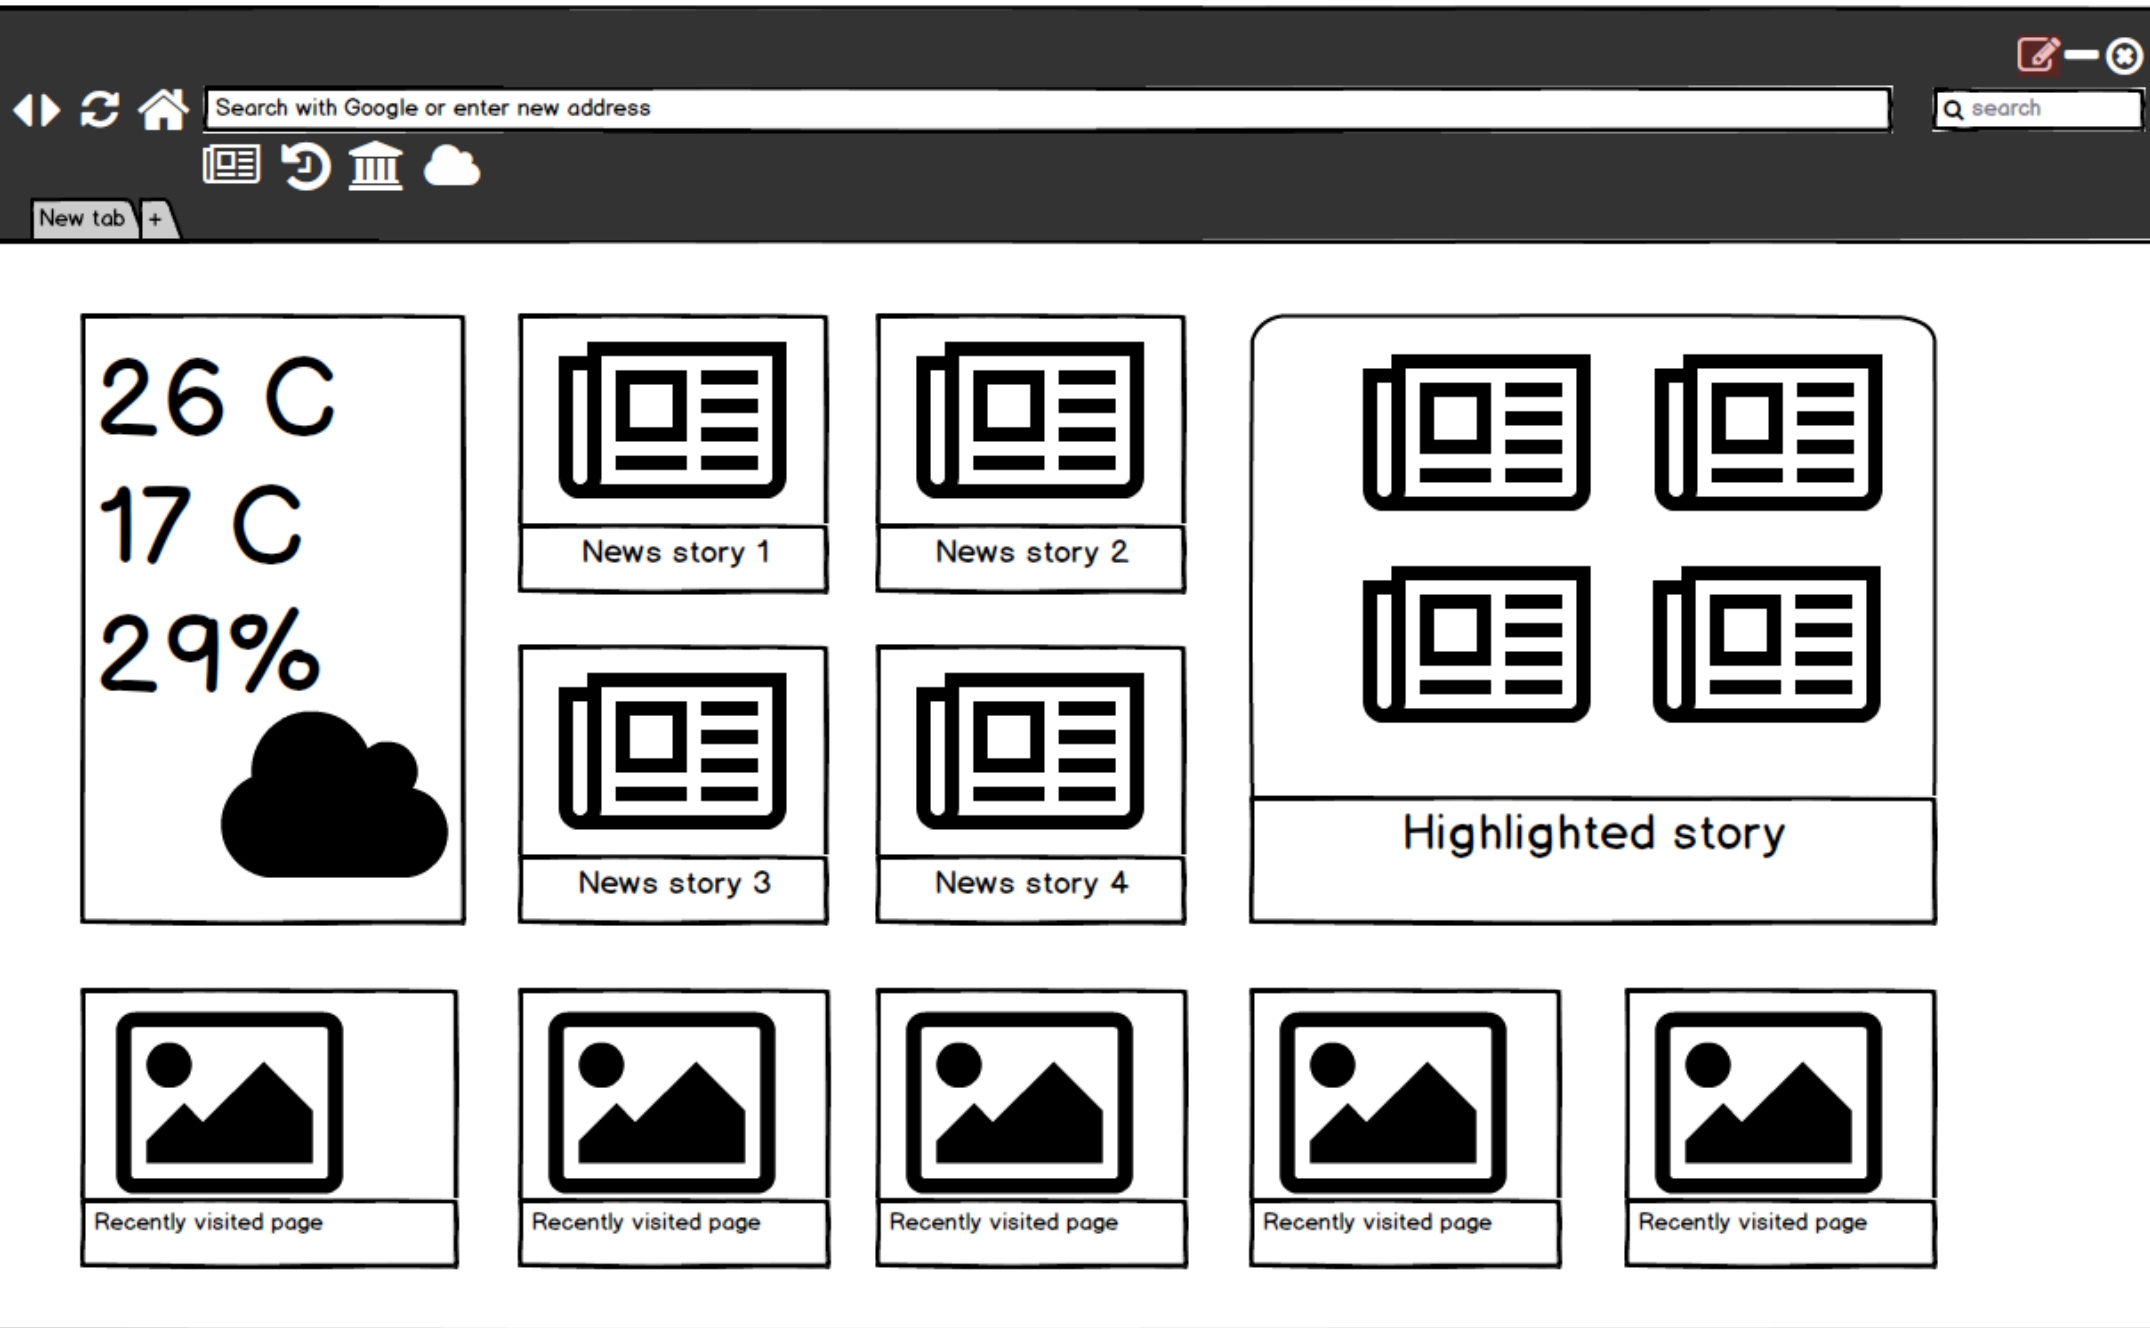 Search with Google or enter new address
search
New tab
+
26 C
17 C
29%
News story 1
News story 2
News story 3
News story 4
Highlighted story
Recently visited page
Recently visited page
Recently visited page
Recently visited page
Recently visited page